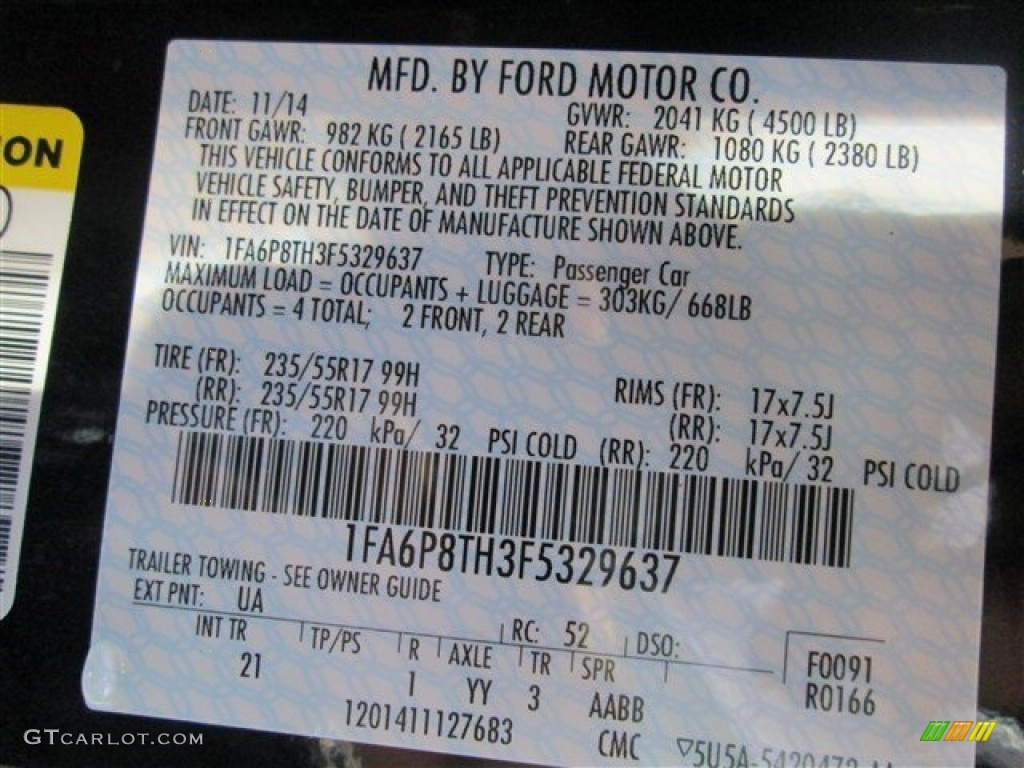 MFD. BY FORD MOTOR CO.
DATE: 11/14 GVWR: 2041 KG ( 4500 LB)
FRONT GAWR: 982 KG ( 2165 LB) REAR GAWR: 1080 KG ( 2380 LB)
THIS VEHICLE CONFORMS TO ALL APPLICABLE FEDERAL MOTOR
VEHICLE SAFETY, BUMPER, AND THEFT PREVENTION STANDARDS
IN EFFECT ON THE DATE OF MANUFACTURE SHOWN ABOVE.
VIN: 1FA6P8TH3F5329637 TYPE: Passenger Car
MAXIMUM LOAD = OCCUPANTS + LUGGAGE = 303KG/ 668LB
OCCUPANTS = 4 TOTAL; 2 FRONT, 2 REAR
TIRE (FR): 235/55R17 99H RIMS (FR): 17x7.5J
(RR): 235/55R17 99H (RR): 17x7.5J
PRESSURE (FR): 220 kPa/ 32 PSI COLD (RR): 220 kPa/ 32 PSI COLD
1FA6P8TH3F5329637
TRAILER TOWING - SEE OWNER GUIDE
EXT PNT: UA RC: 52 DSO:
INT TR TP/PS R AXLE TR SPR F0091
21 1 YY 3 AABB R0166
1201411127683 CMC
ION
GTCARLOT.COM